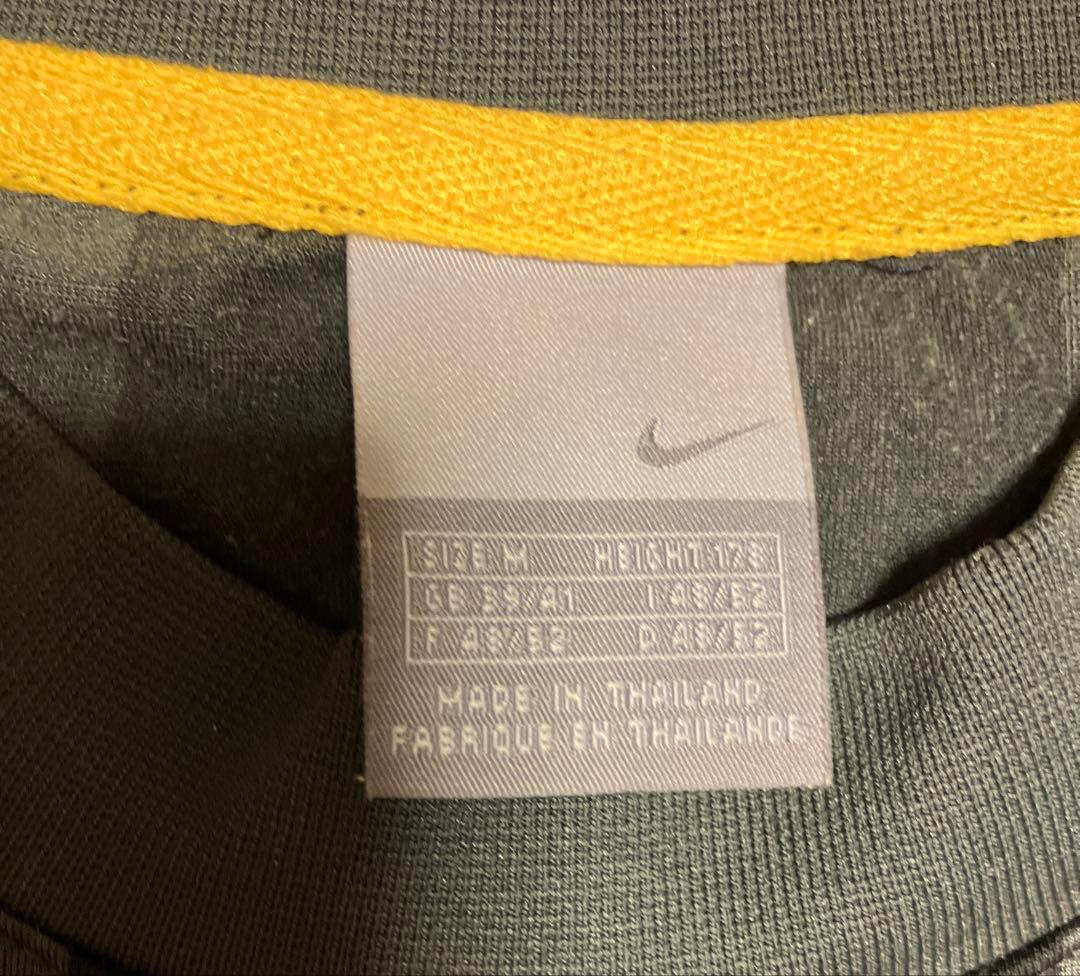 SIZE M HEIGHT 178
GB 39/41 I 48/52
F 48/52 D 48/52
MADE IN THAILAND
FABRIQUE EN THAILANDE